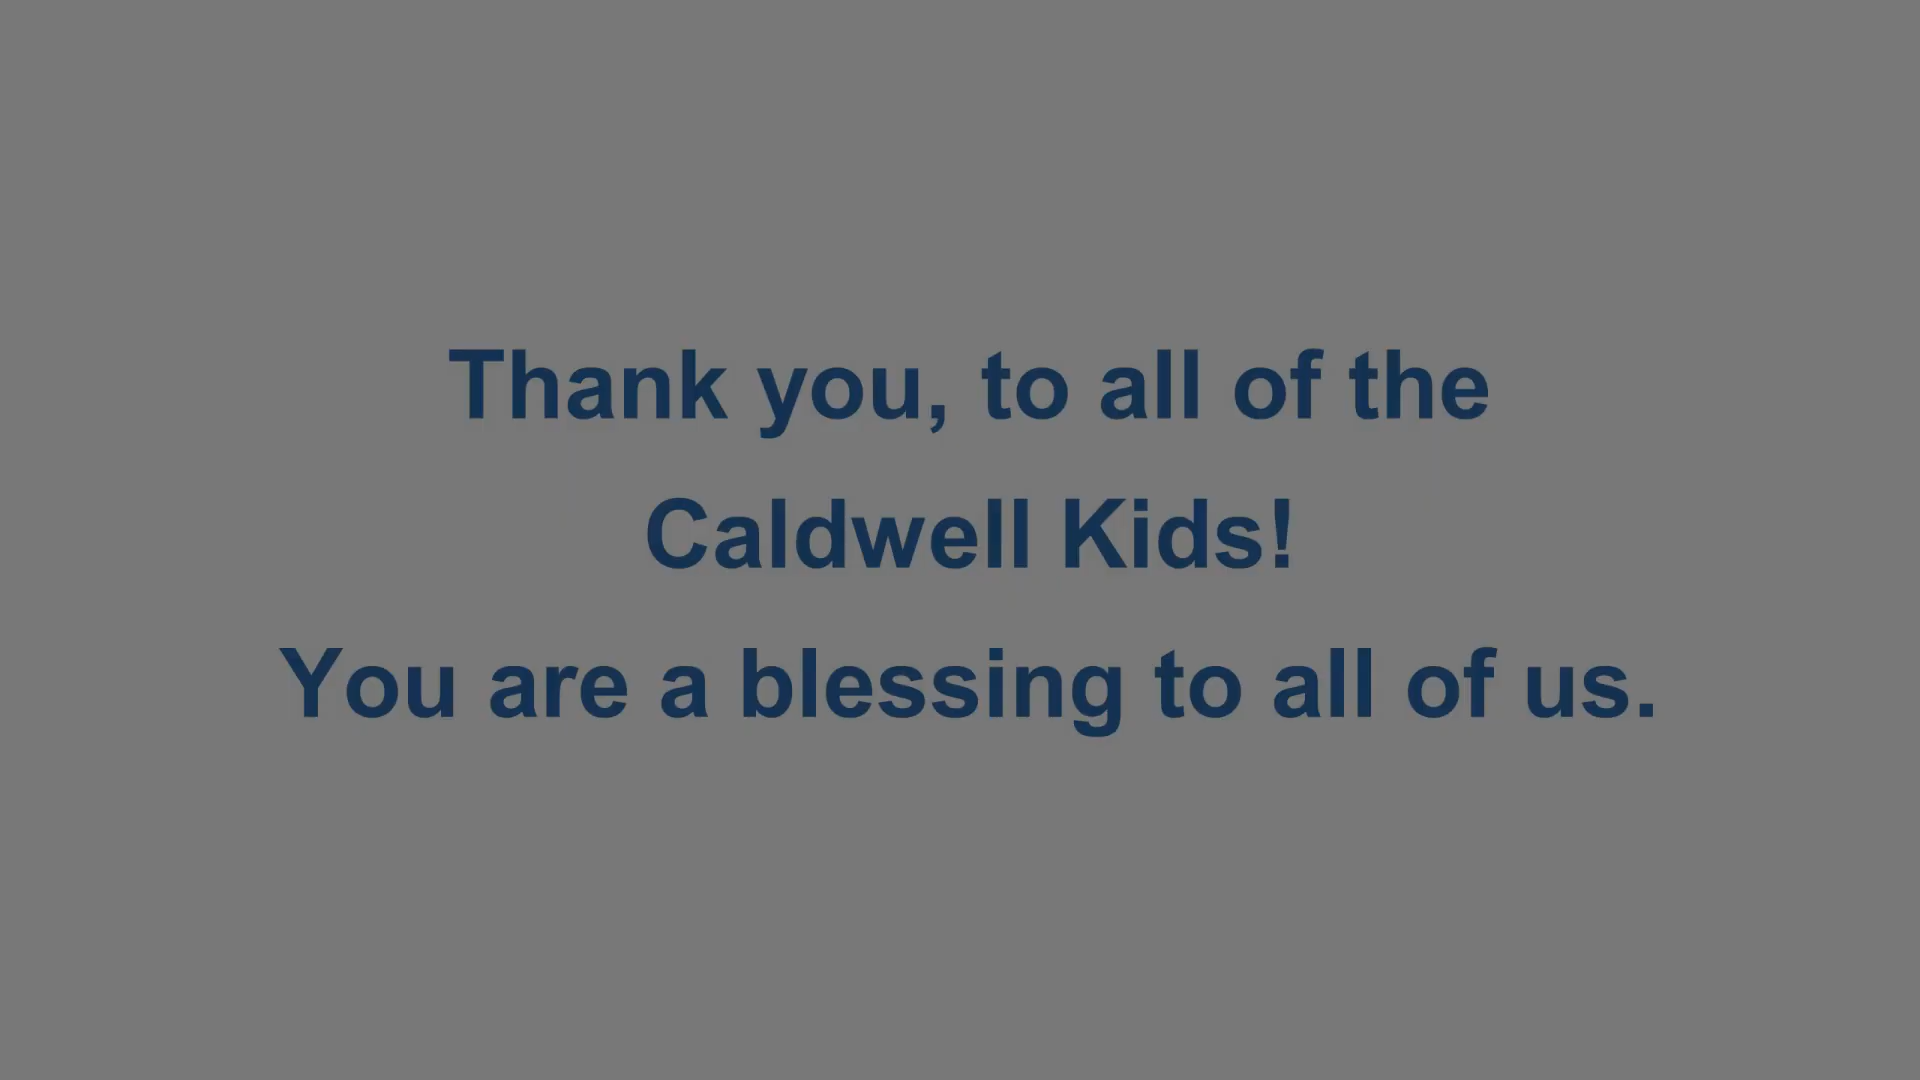 Thank you, to all of the
Caldwell Kids!
You are a blessing to all of us.